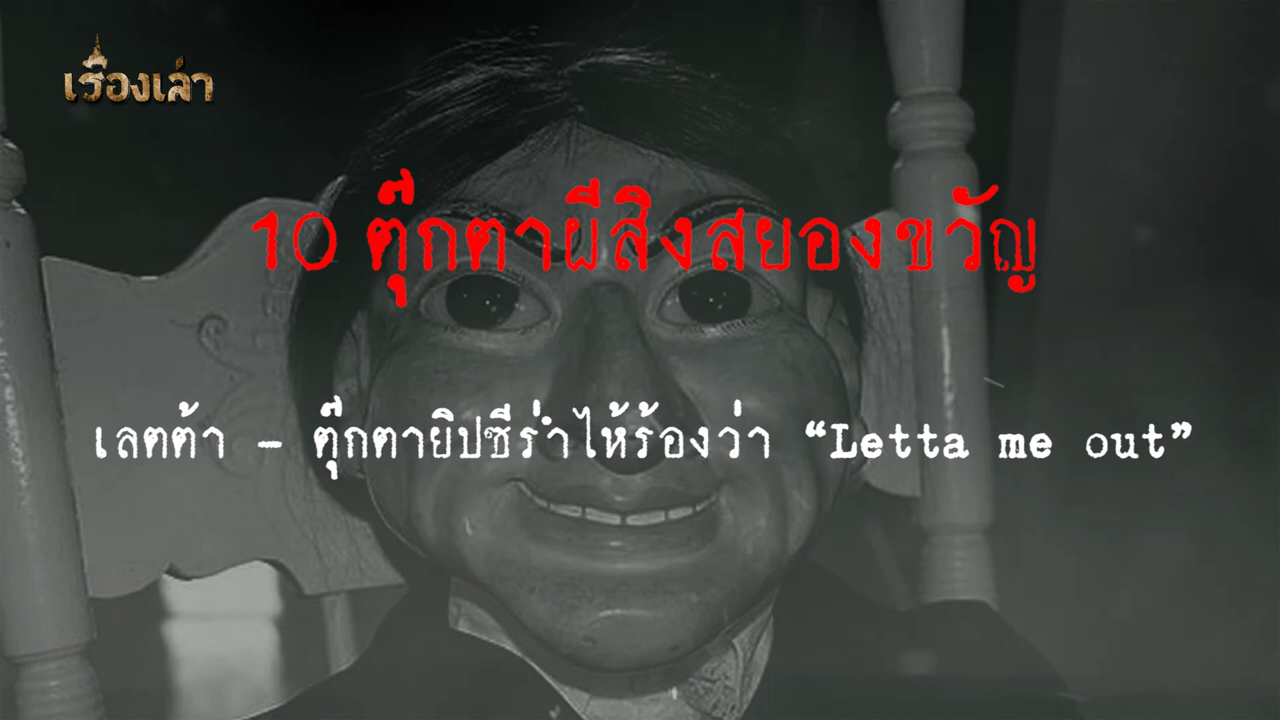 เรื่องเล่า
10 ตุ๊กตาผีสิงสยองขวัญ
เลตต้า - ตุ๊กตายิปซีร่ำไห้ร้องว่า “Letta me out”